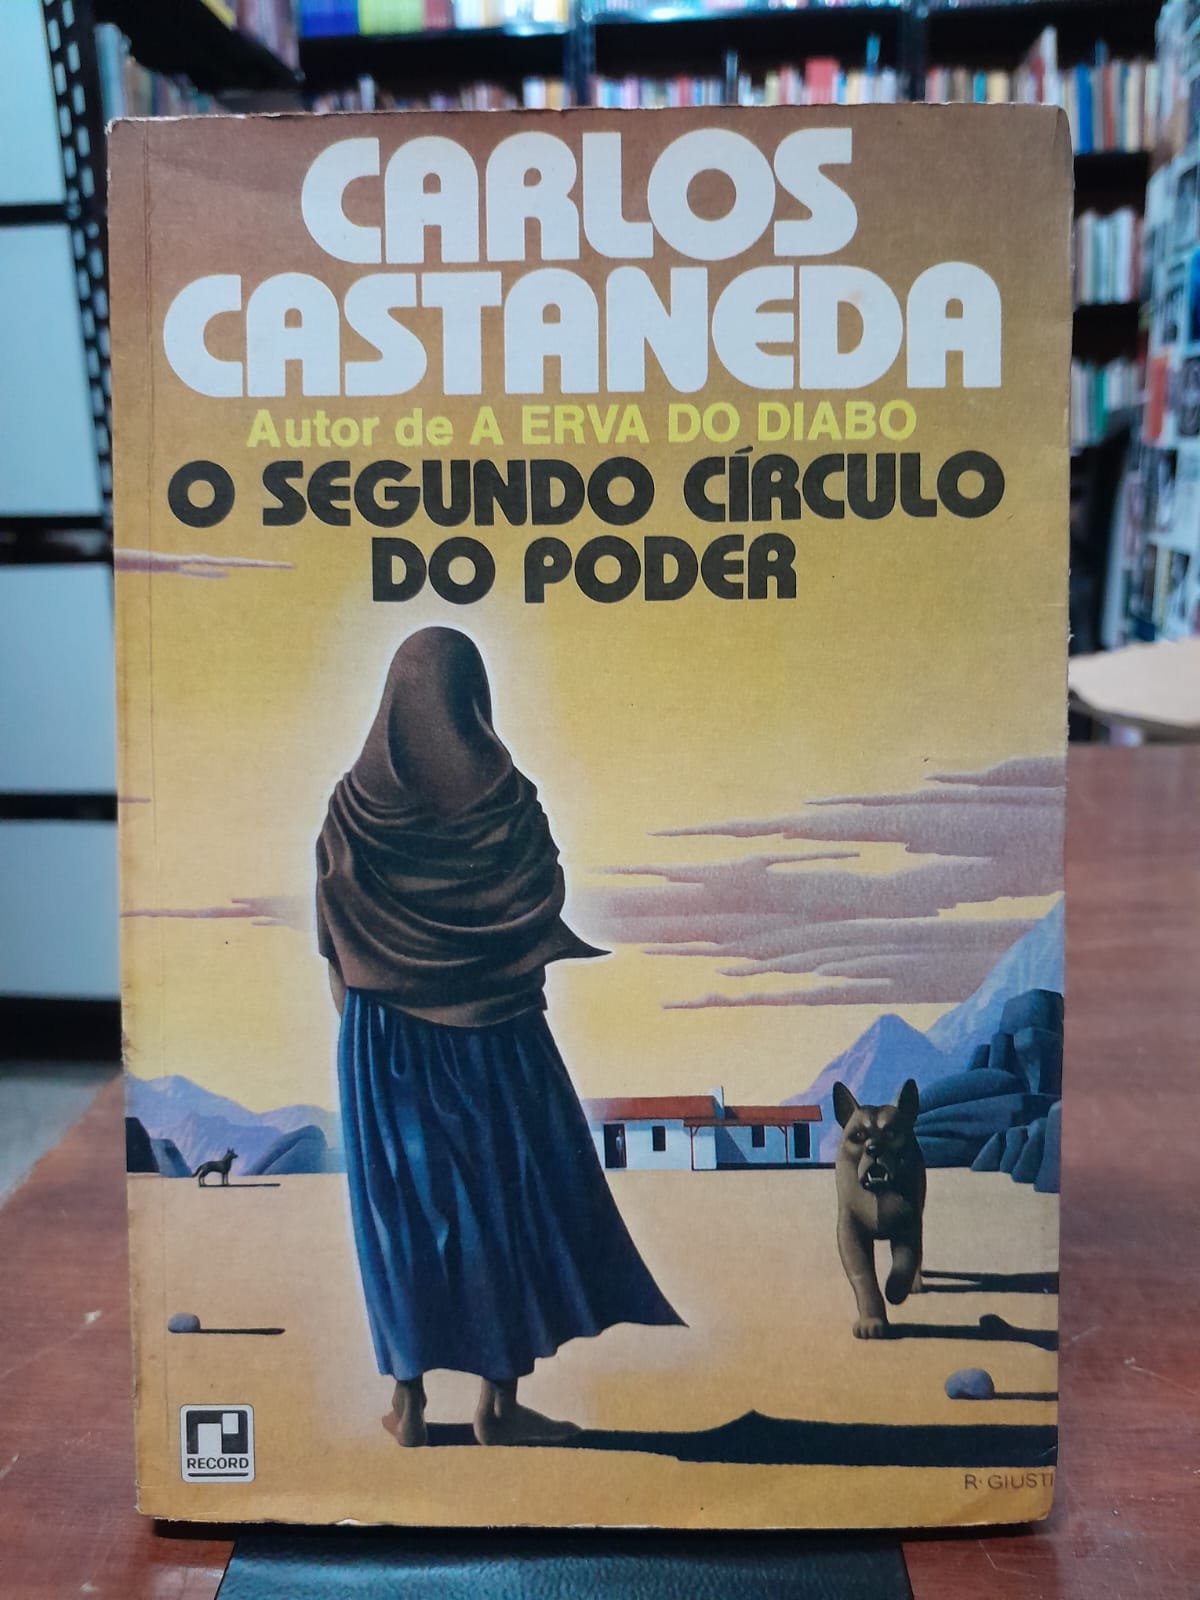 CARLOS
CASTANEDA
Autor de A ERVA DO DIABO
O SEGUNDO CÍRCULO
DO PODER
RECORD
R. GIUSTI